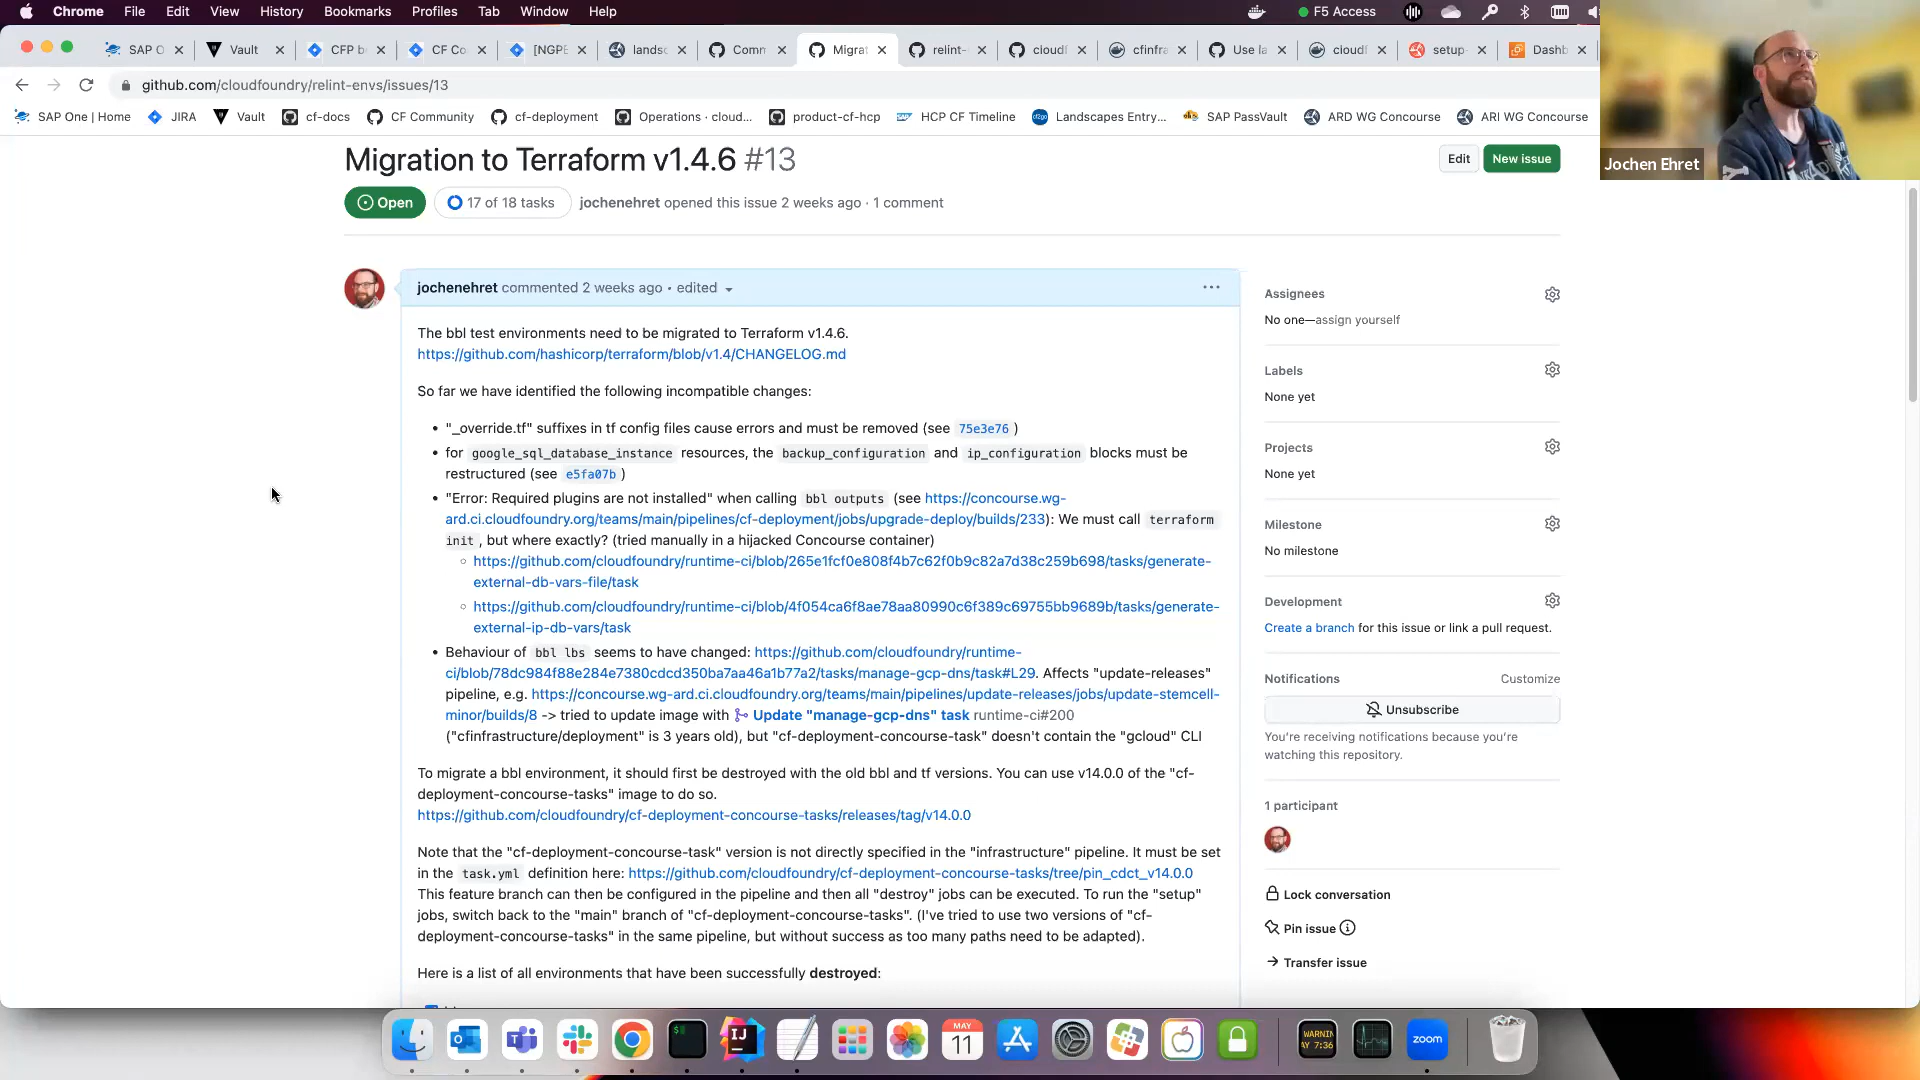 Chrome File Edit View History Bookmarks Profiles Tab Window Help F5 Access
SAP O Vault CFP b CF Co [NGPE lands Comm Migrat relint- cloudf cfinfra Use la cloudf setup- Dashb
github.com/cloudfoundry/relint-envs/issues/13
SAP One | Home JIRA Vault cf-docs CF Community cf-deployment Operations · cloud... product-cf-hcp HCP CF Timeline Landscapes Entry... SAP PassVault ARD WG Concourse ARI WG Concourse
Jochen Ehret
Migration to Terraform v1.4.6 #13
Edit New issue
Open 17 of 18 tasks jochenehret opened this issue 2 weeks ago · 1 comment
jochenehret commented 2 weeks ago • edited
The bbl test environments need to be migrated to Terraform v1.4.6.
https://github.com/hashicorp/terraform/blob/v1.4/CHANGELOG.md
So far we have identified the following incompatible changes:
• "_override.tf" suffixes in tf config files cause errors and must be removed (see 75e3e76 )
• for google_sql_database_instance resources, the backup_configuration and ip_configuration blocks must be
restructured (see e5fa07b )
• "Error: Required plugins are not installed" when calling bbl outputs (see https://concourse.wg-
ard.ci.cloudfoundry.org/teams/main/pipelines/cf-deployment/jobs/upgrade-deploy/builds/233): We must call terraform
init , but where exactly? (tried manually in a hijacked Concourse container)
◦ https://github.com/cloudfoundry/runtime-ci/blob/265e1fcf0e808f4b7c62f0b9c82a7d38c259b698/tasks/generate-
external-db-vars-file/task
◦ https://github.com/cloudfoundry/runtime-ci/blob/4f054ca6f8ae78aa80990c6f389c69755bb9689b/tasks/generate-
external-ip-db-vars/task
• Behaviour of bbl lbs seems to have changed: https://github.com/cloudfoundry/runtime-
ci/blob/78dc984f88e284e7380cdcd350ba7aa46a1b77a2/tasks/manage-gcp-dns/task#L29. Affects "update-releases"
pipeline, e.g. https://concourse.wg-ard.ci.cloudfoundry.org/teams/main/pipelines/update-releases/jobs/update-stemcell-
minor/builds/8 -> tried to update image with Update "manage-gcp-dns" task runtime-ci#200
("cfinfrastructure/deployment" is 3 years old), but "cf-deployment-concourse-task" doesn't contain the "gcloud" CLI
To migrate a bbl environment, it should first be destroyed with the old bbl and tf versions. You can use v14.0.0 of the "cf-
deployment-concourse-tasks" image to do so.
https://github.com/cloudfoundry/cf-deployment-concourse-tasks/releases/tag/v14.0.0
Note that the "cf-deployment-concourse-task" version is not directly specified in the "infrastructure" pipeline. It must be set
in the task.yml definition here: https://github.com/cloudfoundry/cf-deployment-concourse-tasks/tree/pin_cdct_v14.0.0
This feature branch can then be configured in the pipeline and then all "destroy" jobs can be executed. To run the "setup"
jobs, switch back to the "main" branch of "cf-deployment-concourse-tasks". (I've tried to use two versions of "cf-
deployment-concourse-tasks" in the same pipeline, but without success as too many paths need to be adapted).
Here is a list of all environments that have been successfully destroyed:
Assignees
No one—assign yourself
Labels
None yet
Projects
None yet
Milestone
No milestone
Development
Create a branch for this issue or link a pull request.
Notifications Customize
Unsubscribe
You're receiving notifications because you're
watching this repository.
1 participant
Lock conversation
Pin issue
Transfer issue
MAY
11
WARNIN
AY 7:36
zoom